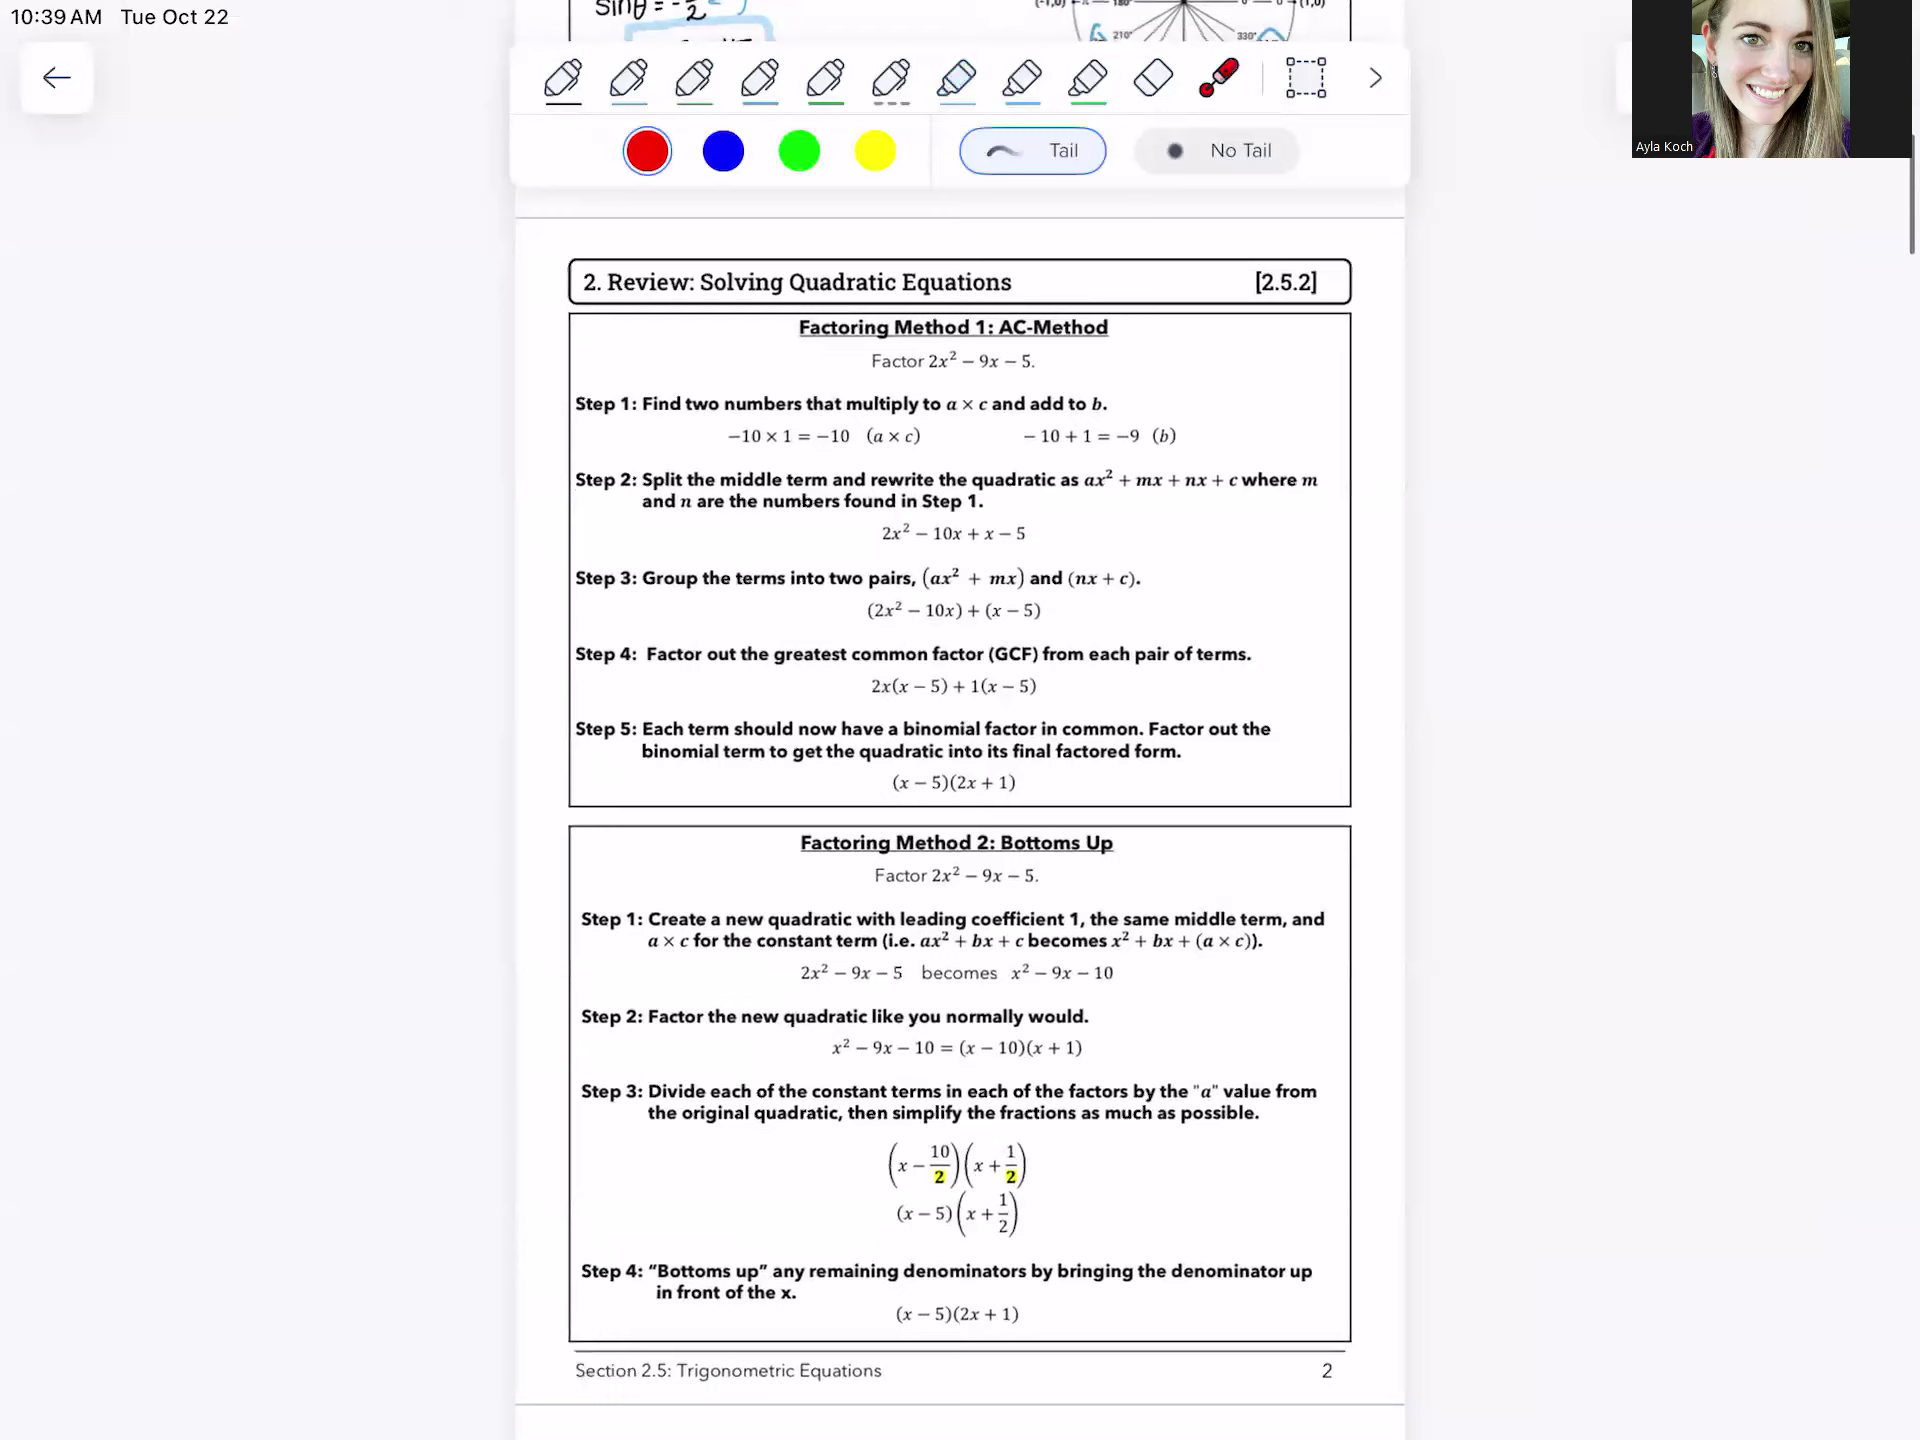 10:39 AM Tue Oct 22
sinθ = -
2
(-1,0)
180°
0°
0
(1,0)
210°
330°
Tail
No Tail
Ayla Koch
2. Review: Solving Quadratic Equations [2.5.2]
Factoring Method 1: AC-Method
Factor 2x² − 9x − 5.
Step 1: Find two numbers that multiply to a × c and add to b.
−10 × 1 = −10 (a × c) − 10 + 1 = −9 (b)
Step 2: Split the middle term and rewrite the quadratic as ax² + mx + nx + c where m
and n are the numbers found in Step 1.
2x² − 10x + x − 5
Step 3: Group the terms into two pairs, (ax² + mx) and (nx + c).
(2x² − 10x) + (x − 5)
Step 4: Factor out the greatest common factor (GCF) from each pair of terms.
2x(x − 5) + 1(x − 5)
Step 5: Each term should now have a binomial factor in common. Factor out the
binomial term to get the quadratic into its final factored form.
(x − 5)(2x + 1)
Factoring Method 2: Bottoms Up
Factor 2x² − 9x − 5.
Step 1: Create a new quadratic with leading coefficient 1, the same middle term, and
a × c for the constant term (i.e. ax² + bx + c becomes x² + bx + (a × c)).
2x² − 9x − 5 becomes x² − 9x − 10
Step 2: Factor the new quadratic like you normally would.
x² − 9x − 10 = (x − 10)(x + 1)
Step 3: Divide each of the constant terms in each of the factors by the "a" value from
the original quadratic, then simplify the fractions as much as possible.
(x − 10/2)(x + 1/2)
(x − 5)(x + 1/2)
Step 4: “Bottoms up” any remaining denominators by bringing the denominator up
in front of the x.
(x − 5)(2x + 1)
Section 2.5: Trigonometric Equations 2